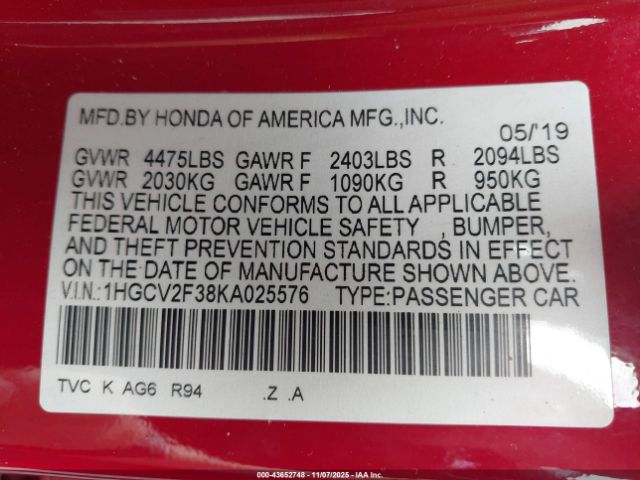 MFD.BY HONDA OF AMERICA MFG.,INC.
05/'19
GVWR 4475LBS GAWR F 2403LBS R 2094LBS
GVWR 2030KG GAWR F 1090KG R 950KG
THIS VEHICLE CONFORMS TO ALL APPLICABLE
FEDERAL MOTOR VEHICLE SAFETY , BUMPER,
AND THEFT PREVENTION STANDARDS IN EFFECT
ON THE DATE OF MANUFACTURE SHOWN ABOVE.
V.I.N.:1HGCV2F38KA025576 TYPE:PASSENGER CAR
TVC K AG6 R94 .Z .A
000-43652748 - 11/07/2025 - IAA Inc.